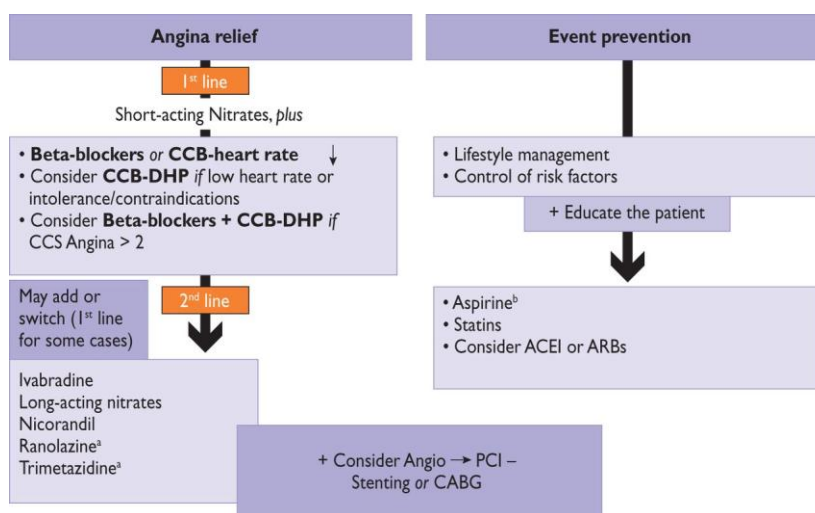 Angina relief
1st line
Short-acting Nitrates, plus
• Beta-blockers or CCB-heart rate ↓
• Consider CCB-DHP if low heart rate or
intolerance/contraindications
• Consider Beta-blockers + CCB-DHP if
CCS Angina > 2
May add or
switch (1st line
for some cases)
2nd line
Ivabradine
Long-acting nitrates
Nicorandil
Ranolazineᵃ
Trimetazidineᵃ
+ Consider Angio → PCI –
Stenting or CABG
Event prevention
• Lifestyle management
• Control of risk factors
+ Educate the patient
• Aspirineᵇ
• Statins
• Consider ACEI or ARBs